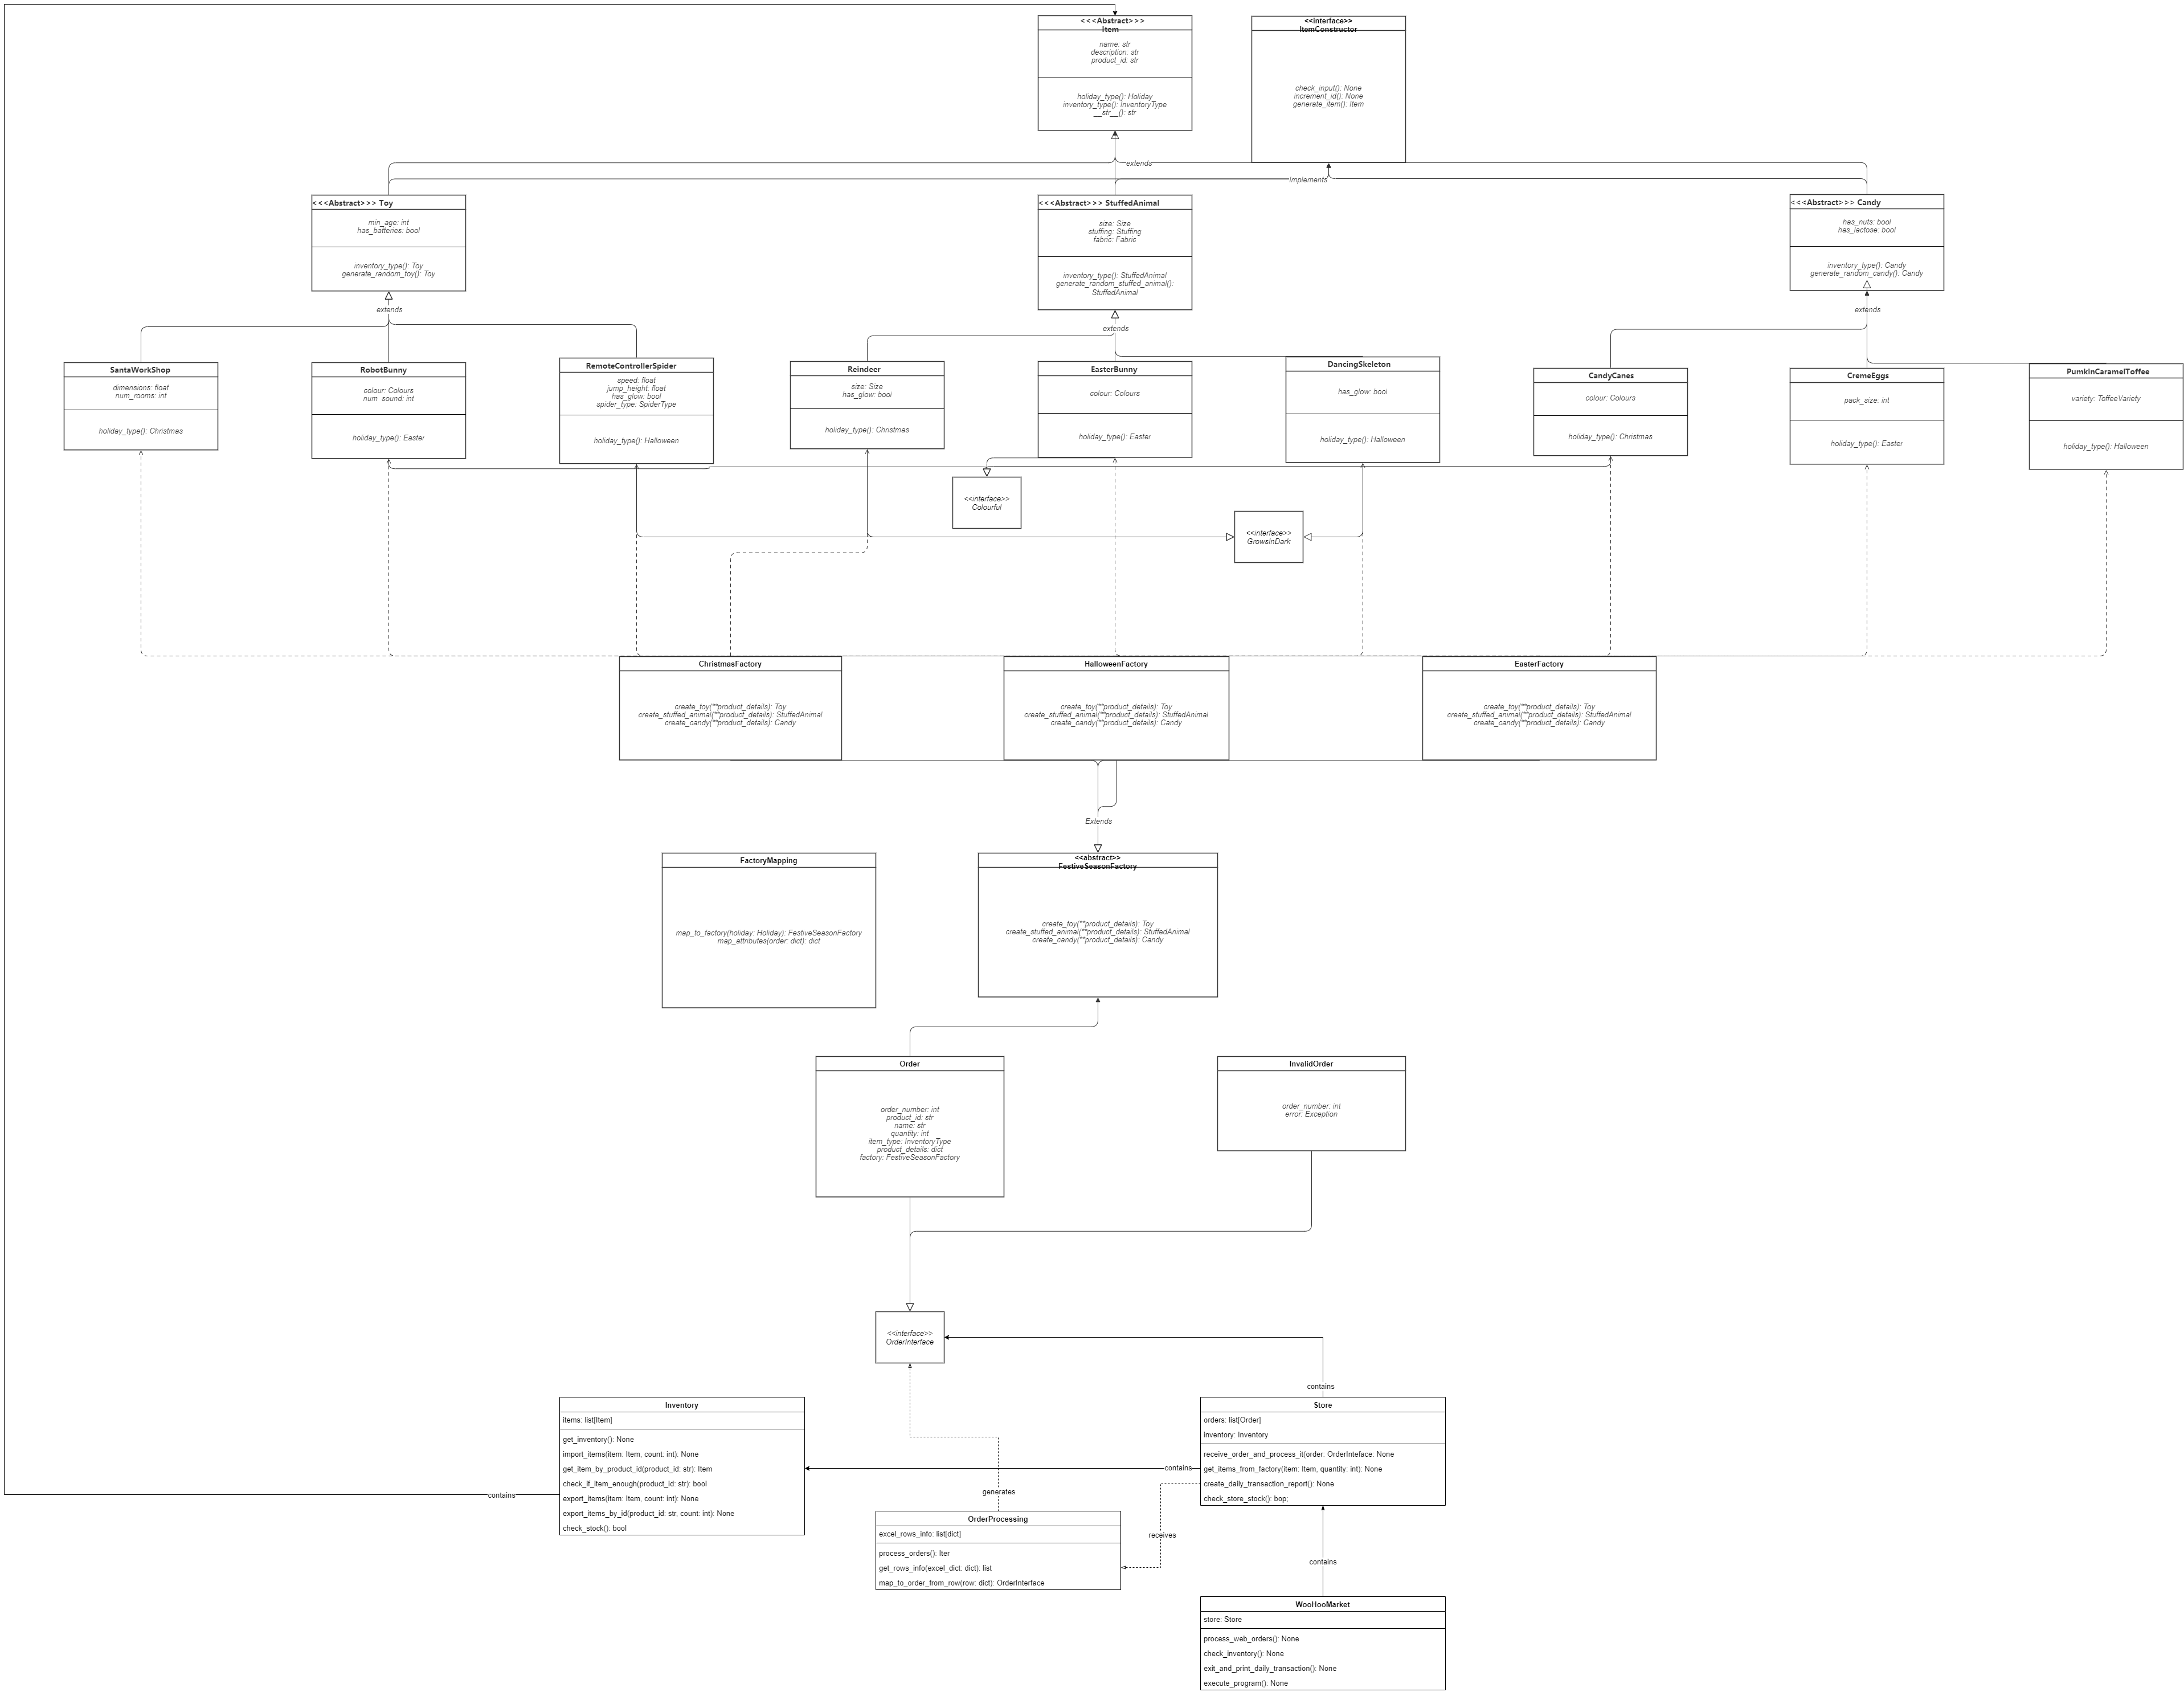 <<<Abstract>>>
Item
name: str
description: str
product_id: str
holiday_type(): Holiday
inventory_type(): InventoryType
__str__(): str
<<interface>>
ItemConstructor
check_input(): None
increment_id(): None
generate_item(): Item
extends
implements
<<<Abstract>>> Toy
min_age: int
has_batteries: bool
inventory_type(): Toy
generate_random_toy(): Toy
<<<Abstract>>> StuffedAnimal
size: Size
stuffing: Stuffing
fabric: Fabric
inventory_type(): StuffedAnimal
generate_random_stuffed_animal():
StuffedAnimal
<<<Abstract>>> Candy
has_nuts: bool
has_lactose: bool
inventory_type(): Candy
generate_random_candy(): Candy
extends
extends
extends
SantaWorkShop
dimensions: float
num_rooms: int
holiday_type(): Christmas
RobotBunny
colour: Colours
num_sound: int
holiday_type(): Easter
RemoteControllerSpider
speed: float
jump_height: float
has_glow: bool
spider_type: SpiderType
holiday_type(): Halloween
Reindeer
size: Size
has_glow: bool
holiday_type(): Christmas
EasterBunny
colour: Colours
holiday_type(): Easter
DancingSkeleton
has_glow: bool
holiday_type(): Halloween
CandyCanes
colour: Colours
holiday_type(): Christmas
CremeEggs
pack_size: int
holiday_type(): Easter
PumkinCaramelToffee
variety: ToffeeVariety
holiday_type(): Halloween
<<interface>>
Colourful
<<interface>>
GrowsInDark
ChristmasFactory
create_toy(**product_details): Toy
create_stuffed_animal(**product_details): StuffedAnimal
create_candy(**product_details): Candy
HalloweenFactory
create_toy(**product_details): Toy
create_stuffed_animal(**product_details): StuffedAnimal
create_candy(**product_details): Candy
EasterFactory
create_toy(**product_details): Toy
create_stuffed_animal(**product_details): StuffedAnimal
create_candy(**product_details): Candy
Extends
FactoryMapping
map_to_factory(holiday: Holiday): FestiveSeasonFactory
map_attributes(order: dict): dict
<<abstract>>
FestiveSeasonFactory
create_toy(**product_details): Toy
create_stuffed_animal(**product_details): StuffedAnimal
create_candy(**product_details): Candy
Order
order_number: int
product_id: str
name: str
quantity: int
item_type: InventoryType
product_details: dict
factory: FestiveSeasonFactory
InvalidOrder
order_number: int
error: Exception
<<interface>>
OrderInterface
contains
Inventory
items: list[Item]
get_inventory(): None
import_items(item: Item, count: int): None
get_item_by_product_id(product_id: str): Item
check_if_item_enough(product_id: str): bool
export_items(item: Item, count: int): None
export_items_by_id(product_id: str, count: int): None
check_stock(): bool
contains
contains
generates
Store
orders: list[Order]
inventory: Inventory
receive_order_and_process_it(order: OrderInteface: None
get_items_from_factory(item: Item, quantity: int): None
create_daily_transaction_report(): None
check_store_stock(): bop;
OrderProcessing
excel_rows_info: list[dict]
process_orders(): Iter
get_rows_info(excel_dict: dict): list
map_to_order_from_row(row: dict): OrderInterface
receives
contains
WooHooMarket
store: Store
process_web_orders(): None
check_inventory(): None
exit_and_print_daily_transaction(): None
execute_program(): None